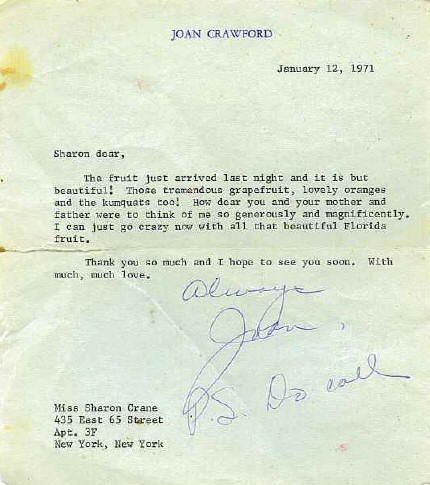 JOAN CRAWFORD
January 12, 1971
Sharon dear,
The fruit just arrived last night and it is but
beautiful! Those tremendous grapefruit, lovely oranges
and the kumquats too! How dear you and your mother and
father were to think of me so generously and magnificently.
I can just go crazy now with all that beautiful Florida
fruit.
Thank you so much and I hope to see you soon. With
much, much love.
Always
Joan,
P.S. Do call
Miss Sharon Crane
435 East 65 Street
Apt. 3F
New York, New York